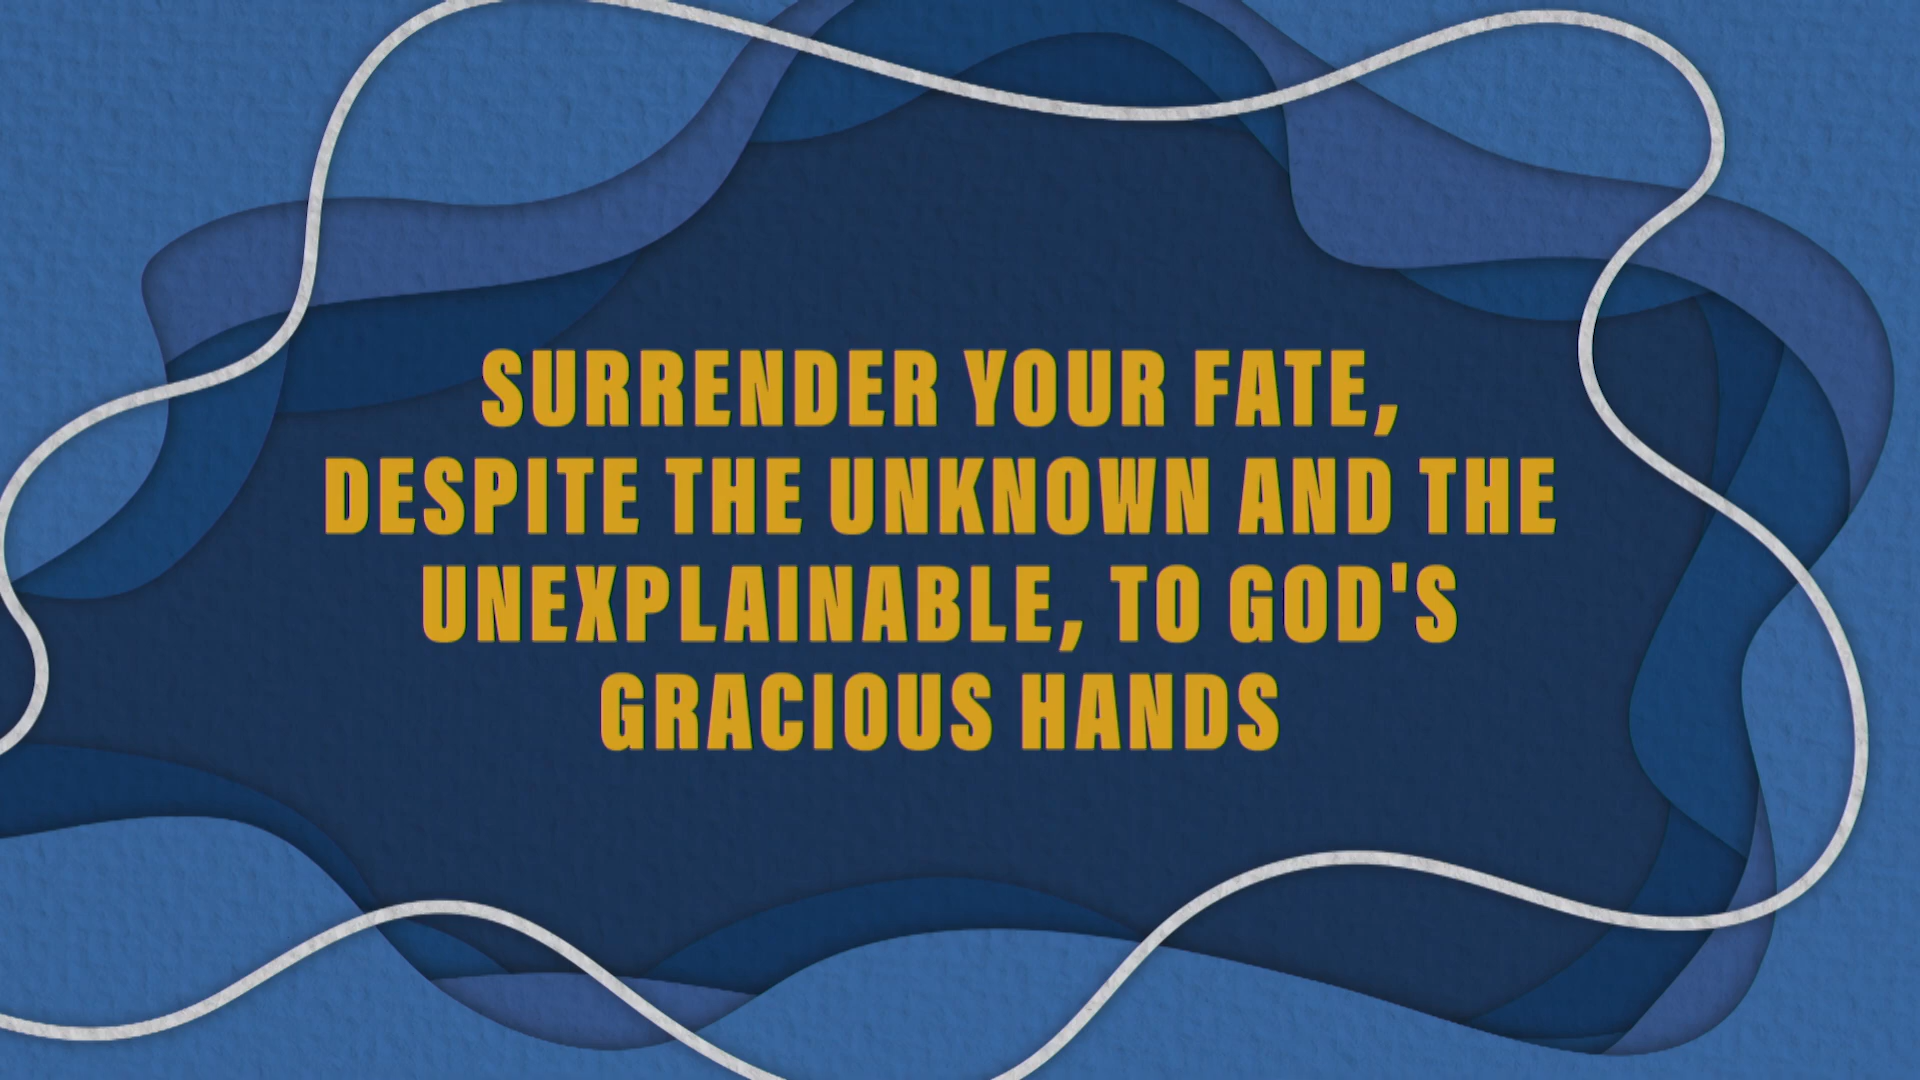 SURRENDER YOUR FATE,
DESPITE THE UNKNOWN AND THE
UNEXPLAINABLE, TO GOD'S
GRACIOUS HANDS